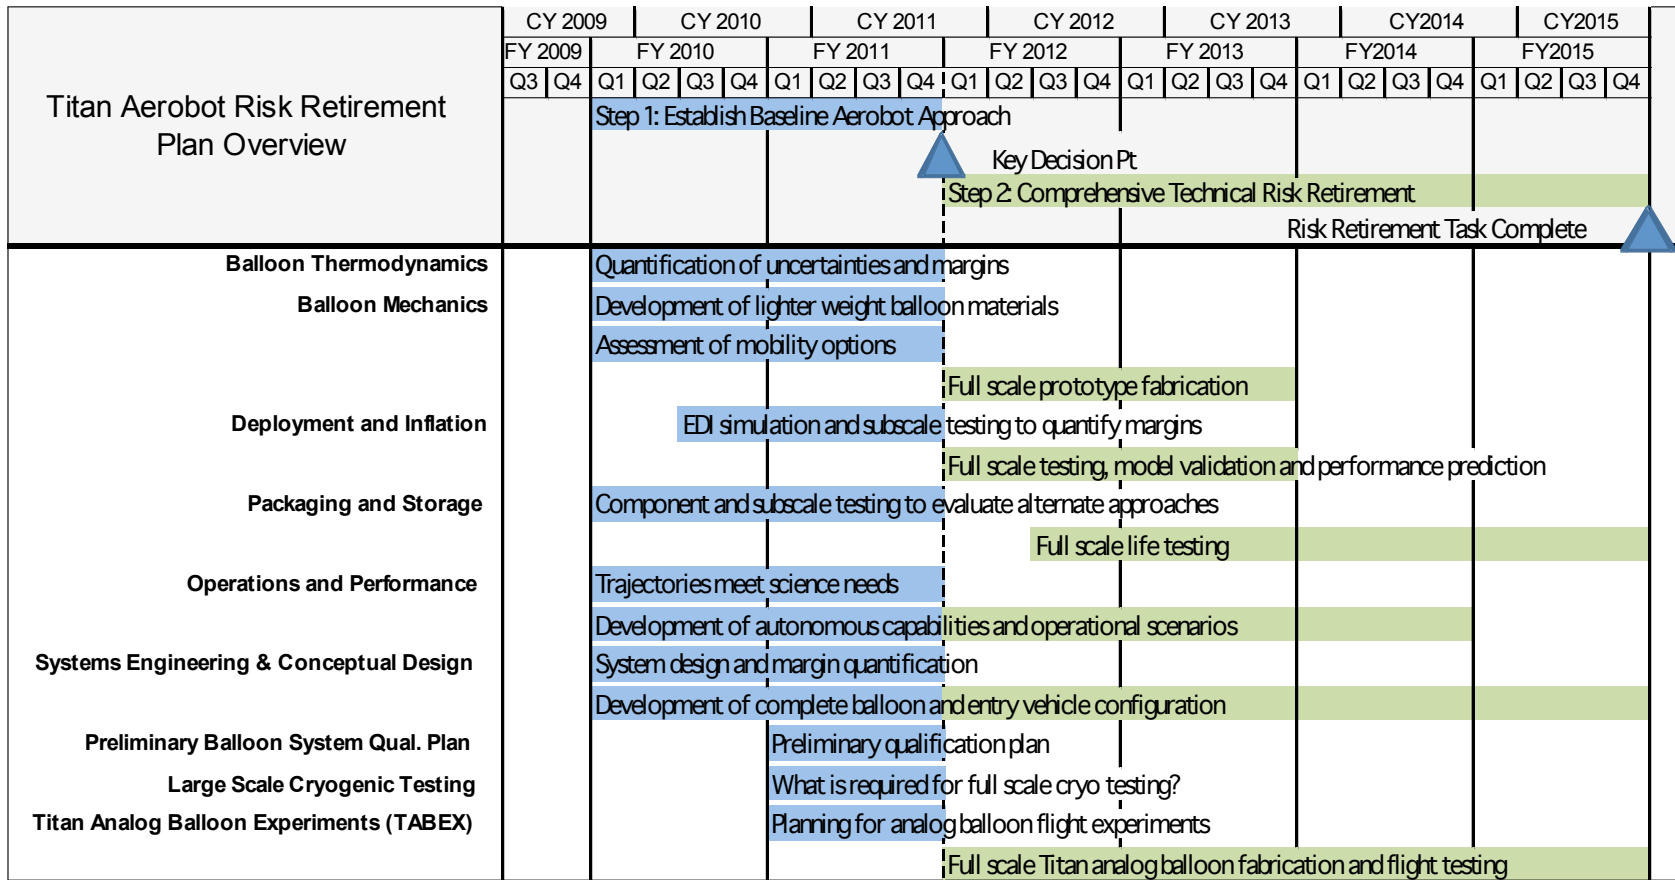 CY 2009 CY 2010 CY 2011 CY 2012 CY 2013 CY2014 CY2015
FY 2009 FY 2010 FY 2011 FY 2012 FY 2013 FY2014 FY2015
Q3 Q4 Q1 Q2 Q3 Q4 Q1 Q2 Q3 Q4 Q1 Q2 Q3 Q4 Q1 Q2 Q3 Q4 Q1 Q2 Q3 Q4 Q1 Q2 Q3 Q4
Titan Aerobot Risk Retirement
Plan Overview
Step 1: Establish Baseline Aerobot Approach
Key Decision Pt
Step 2: Comprehensive Technical Risk Retirement
Risk Retirement Task Complete
Balloon Thermodynamics Quantification of uncertainties and margins
Balloon Mechanics Development of lighter weight balloon materials
Assessment of mobility options
Full scale prototype fabrication
Deployment and Inflation EDI simulation and subscale testing to quantify margins
Full scale testing, model validation and performance prediction
Packaging and Storage Component and subscale testing to evaluate alternate approaches
Full scale life testing
Operations and Performance Trajectories meet science needs
Development of autonomous capabilities and operational scenarios
Systems Engineering & Conceptual Design System design and margin quantification
Development of complete balloon and entry vehicle configuration
Preliminary Balloon System Qual. Plan Preliminary qualification plan
Large Scale Cryogenic Testing What is required for full scale cryo testing?
Titan Analog Balloon Experiments (TABEX) Planning for analog balloon flight experiments
Full scale Titan analog balloon fabrication and flight testing